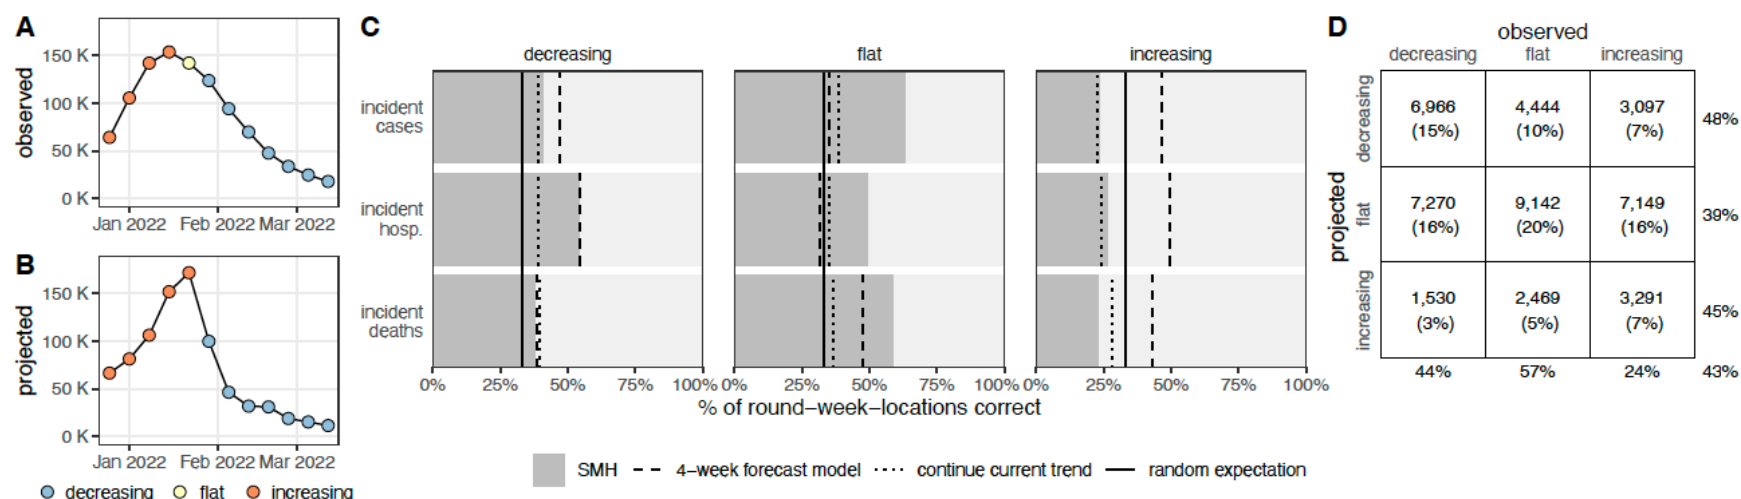 A
observed
150 K
100 K
50 K
0 K
Jan 2022 Feb 2022 Mar 2022
B
projected
150 K
100 K
50 K
0 K
Jan 2022 Feb 2022 Mar 2022
decreasing flat increasing
C
decreasing flat increasing
incident
cases
incident
hosp.
incident
deaths
0% 25% 50% 75% 100% 0% 25% 50% 75% 100% 0% 25% 50% 75% 100%
% of round−week−locations correct
SMH 4−week forecast model continue current trend random expectation
D
observed
decreasing flat increasing
projected
decreasing
6,966 4,444 3,097
(15%) (10%) (7%)
48%
flat
7,270 9,142 7,149
(16%) (20%) (16%)
39%
increasing
1,530 2,469 3,291
(3%) (5%) (7%)
45%
44% 57% 24% 43%